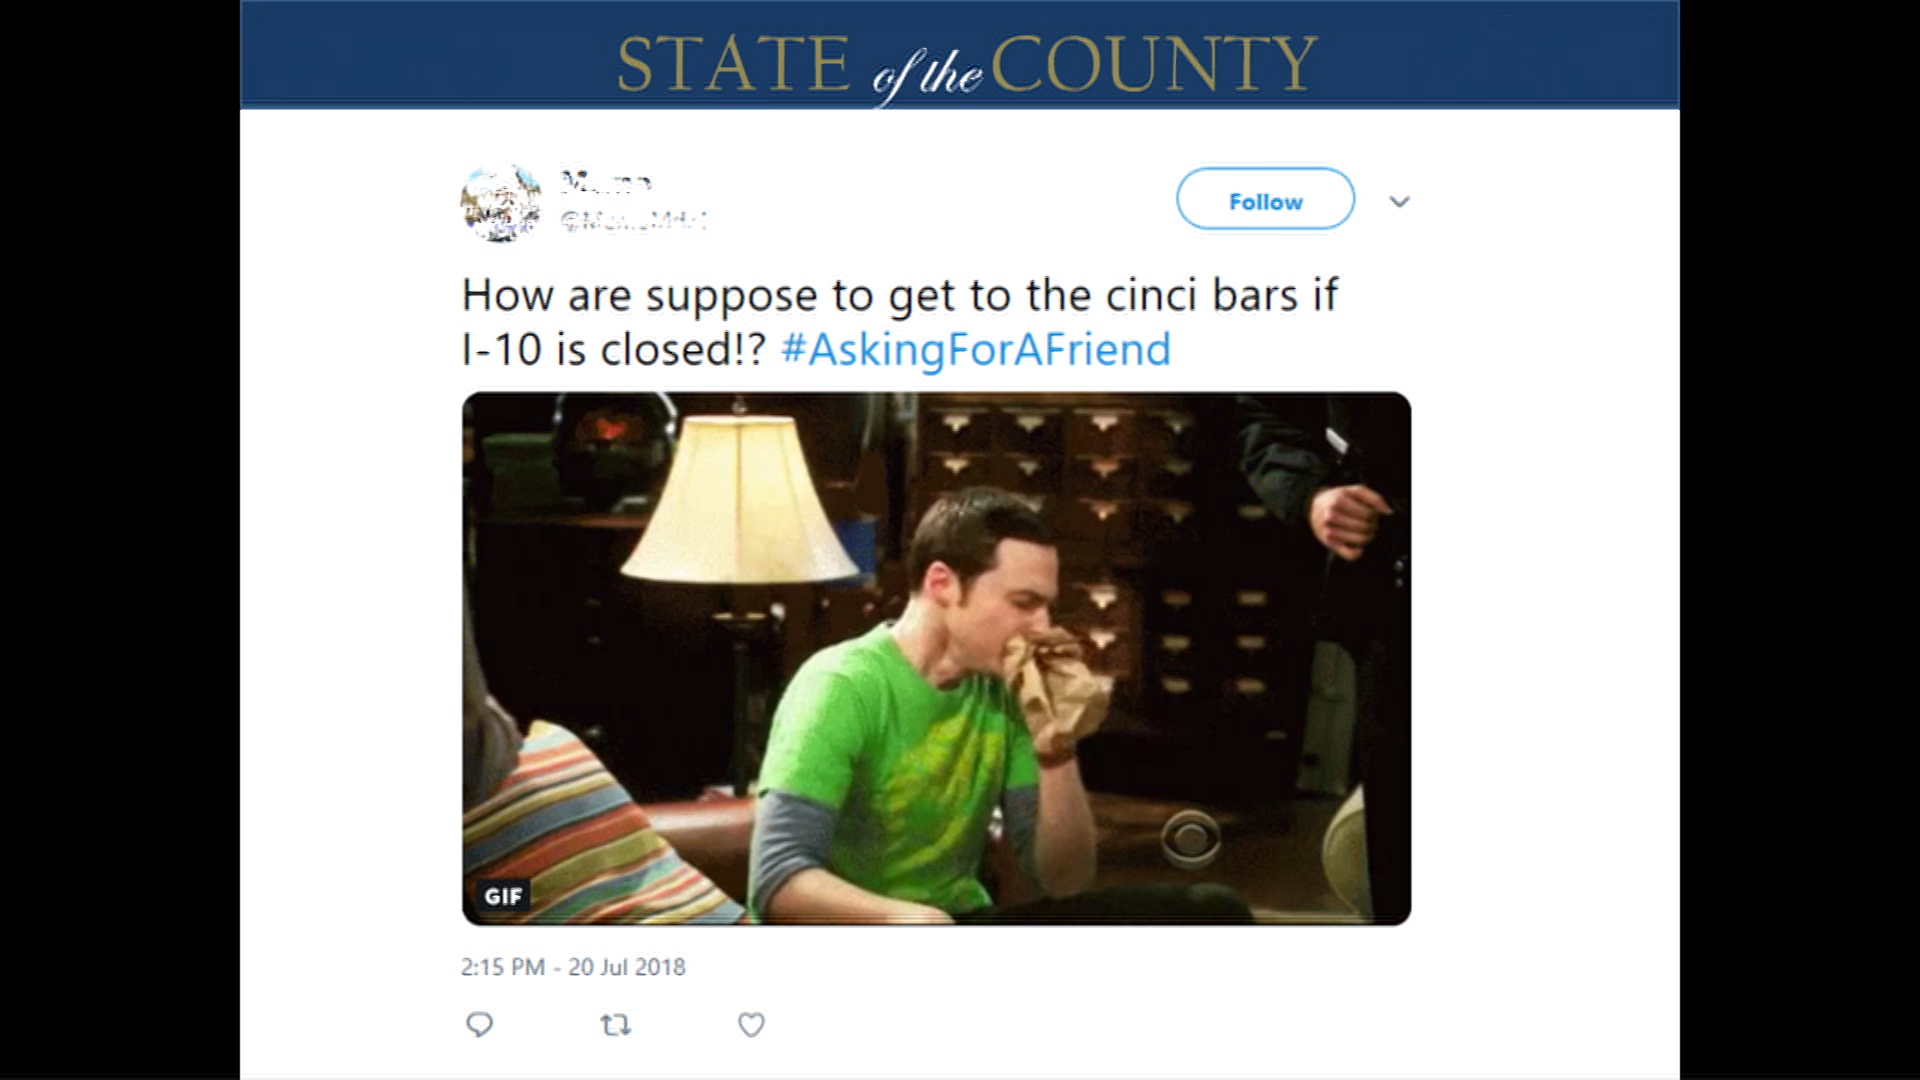 STATE of the COUNTY
Follow
How are suppose to get to the cinci bars if
I-10 is closed!? #AskingForAFriend
GIF
2:15 PM - 20 Jul 2018